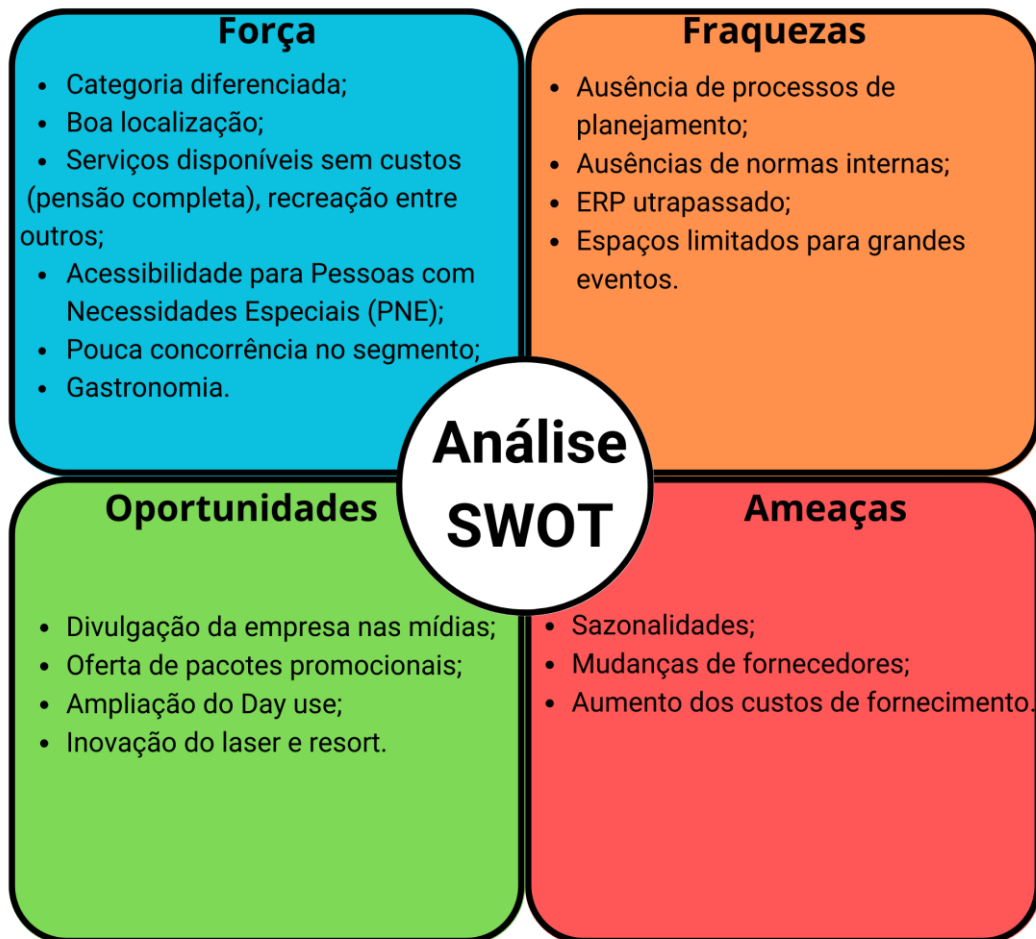 Força
• Categoria diferenciada;
• Boa localização;
• Serviços disponíveis sem custos
(pensão completa), recreação entre
outros;
• Acessibilidade para Pessoas com
Necessidades Especiais (PNE);
• Pouca concorrência no segmento;
• Gastronomia.
Fraquezas
• Ausência de processos de
planejamento;
• Ausências de normas internas;
• ERP utrapassado;
• Espaços limitados para grandes
eventos.
Análise
SWOT
Oportunidades
• Divulgação da empresa nas mídias;
• Oferta de pacotes promocionais;
• Ampliação do Day use;
• Inovação do laser e resort.
Ameaças
• Sazonalidades;
• Mudanças de fornecedores;
• Aumento dos custos de fornecimento.